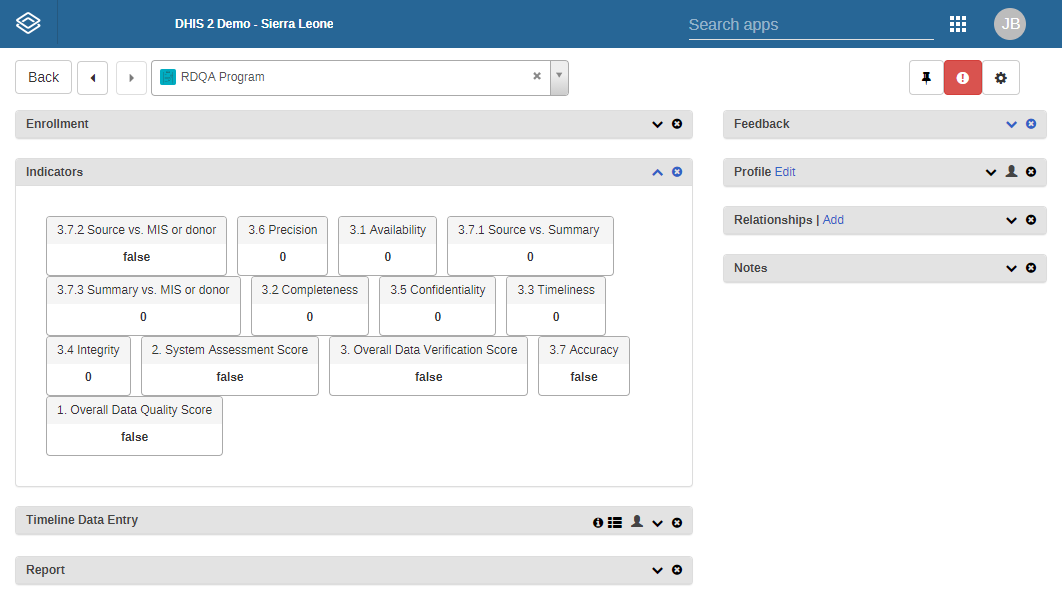 DHIS 2 Demo - Sierra Leone
Search apps
JB
Back
RDQA Program
Enrollment
Indicators
3.7.2 Source vs. MIS or donor
false
3.6 Precision
0
3.1 Availability
0
3.7.1 Source vs. Summary
0
3.7.3 Summary vs. MIS or donor
0
3.2 Completeness
0
3.5 Confidentiality
0
3.3 Timeliness
0
3.4 Integrity
0
2. System Assessment Score
false
3. Overall Data Verification Score
false
3.7 Accuracy
false
1. Overall Data Quality Score
false
Timeline Data Entry
Report
Feedback
Profile Edit
Relationships | Add
Notes